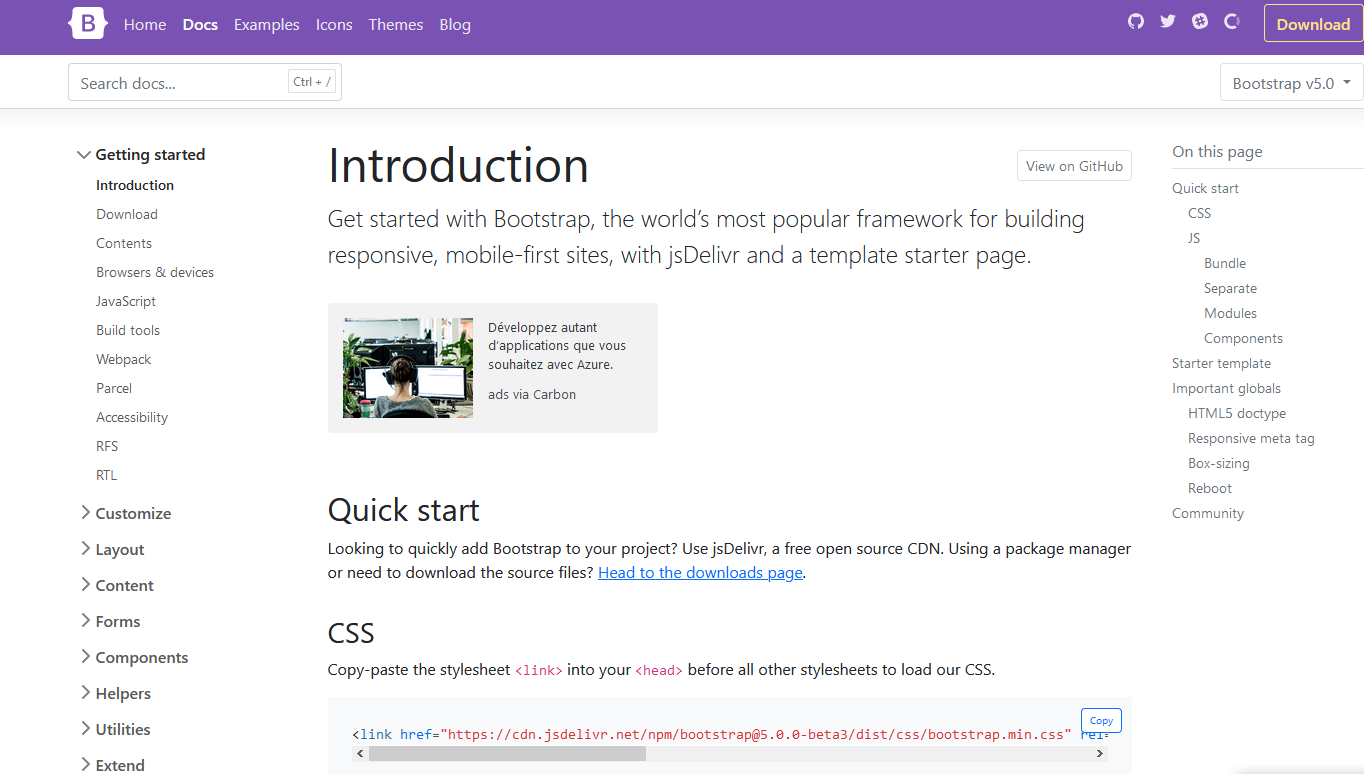 B Home Docs Examples Icons Themes Blog Download
Search docs... Ctrl + / Bootstrap v5.0
Getting started
Introduction
Download
Contents
Browsers & devices
JavaScript
Build tools
Webpack
Parcel
Accessibility
RFS
RTL
Customize
Layout
Content
Forms
Components
Helpers
Utilities
Extend
Introduction
View on GitHub
Get started with Bootstrap, the world’s most popular framework for building
responsive, mobile-first sites, with jsDelivr and a template starter page.
Développez autant
d'applications que vous
souhaitez avec Azure.
ads via Carbon
Quick start
Looking to quickly add Bootstrap to your project? Use jsDelivr, a free open source CDN. Using a package manager
or need to download the source files? Head to the downloads page.
CSS
Copy-paste the stylesheet <link> into your <head> before all other stylesheets to load our CSS.
Copy
<link href="https://cdn.jsdelivr.net/npm/bootstrap@5.0.0-beta3/dist/css/bootstrap.min.css" rel=
On this page
Quick start
CSS
JS
Bundle
Separate
Modules
Components
Starter template
Important globals
HTML5 doctype
Responsive meta tag
Box-sizing
Reboot
Community